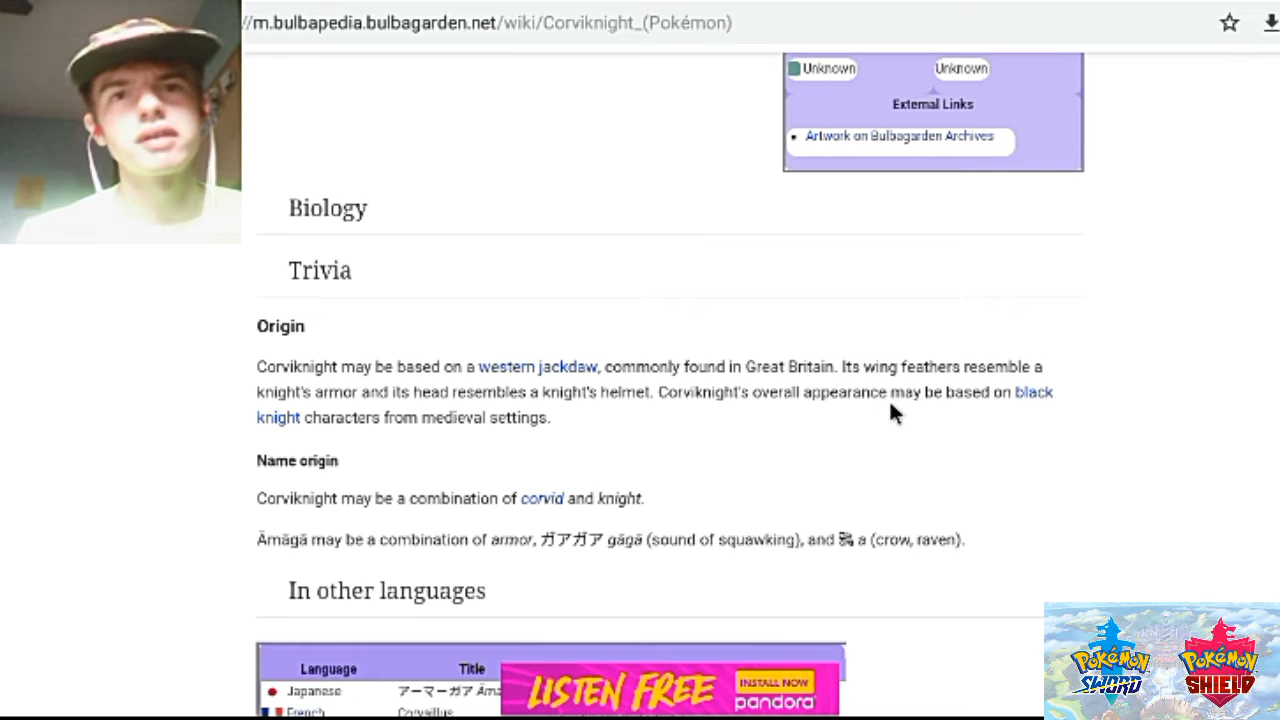 //m.bulbapedia.bulbagarden.net/wiki/Corviknight_(Pokémon)
Unknown Unknown
External Links
Artwork on Bulbagarden Archives
Biology
Trivia
Origin
Corviknight may be based on a western jackdaw, commonly found in Great Britain. Its wing feathers resemble a
knight's armor and its head resembles a knight's helmet. Corviknight's overall appearance may be based on black
knight characters from medieval settings.
Name origin
Corviknight may be a combination of corvid and knight.
Āmāgā may be a combination of armor, ガアガア gāgā (sound of squawking), and a (crow, raven).
In other languages
Language Title
Japanese アーマーガア
French Corvaillus
LISTEN FREE
INSTALL NOW
pandora
POKÉMON SWORD
POKÉMON SHIELD